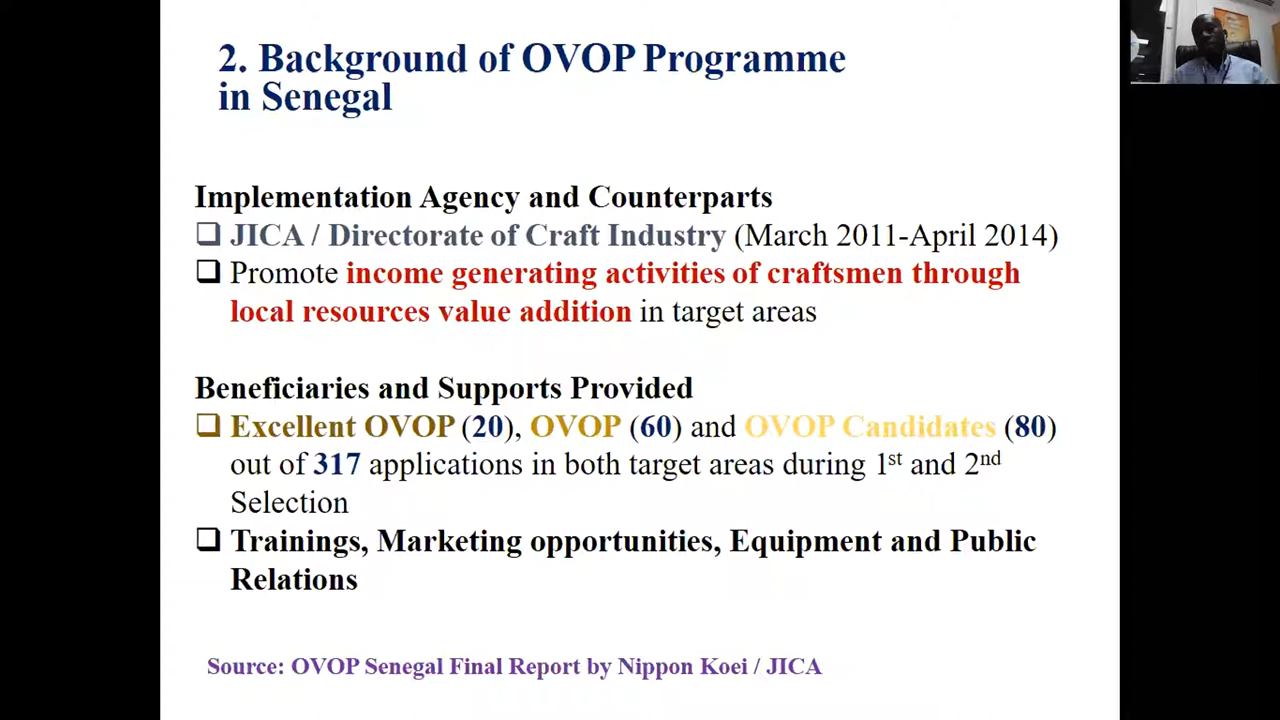 2. Background of OVOP Programme
in Senegal
Implementation Agency and Counterparts
❑ JICA / Directorate of Craft Industry (March 2011-April 2014)
❑ Promote income generating activities of craftsmen through
local resources value addition in target areas
Beneficiaries and Supports Provided
❑ Excellent OVOP (20), OVOP (60) and OVOP Candidates (80)
out of 317 applications in both target areas during 1st and 2nd
Selection
❑ Trainings, Marketing opportunities, Equipment and Public
Relations
Source: OVOP Senegal Final Report by Nippon Koei / JICA